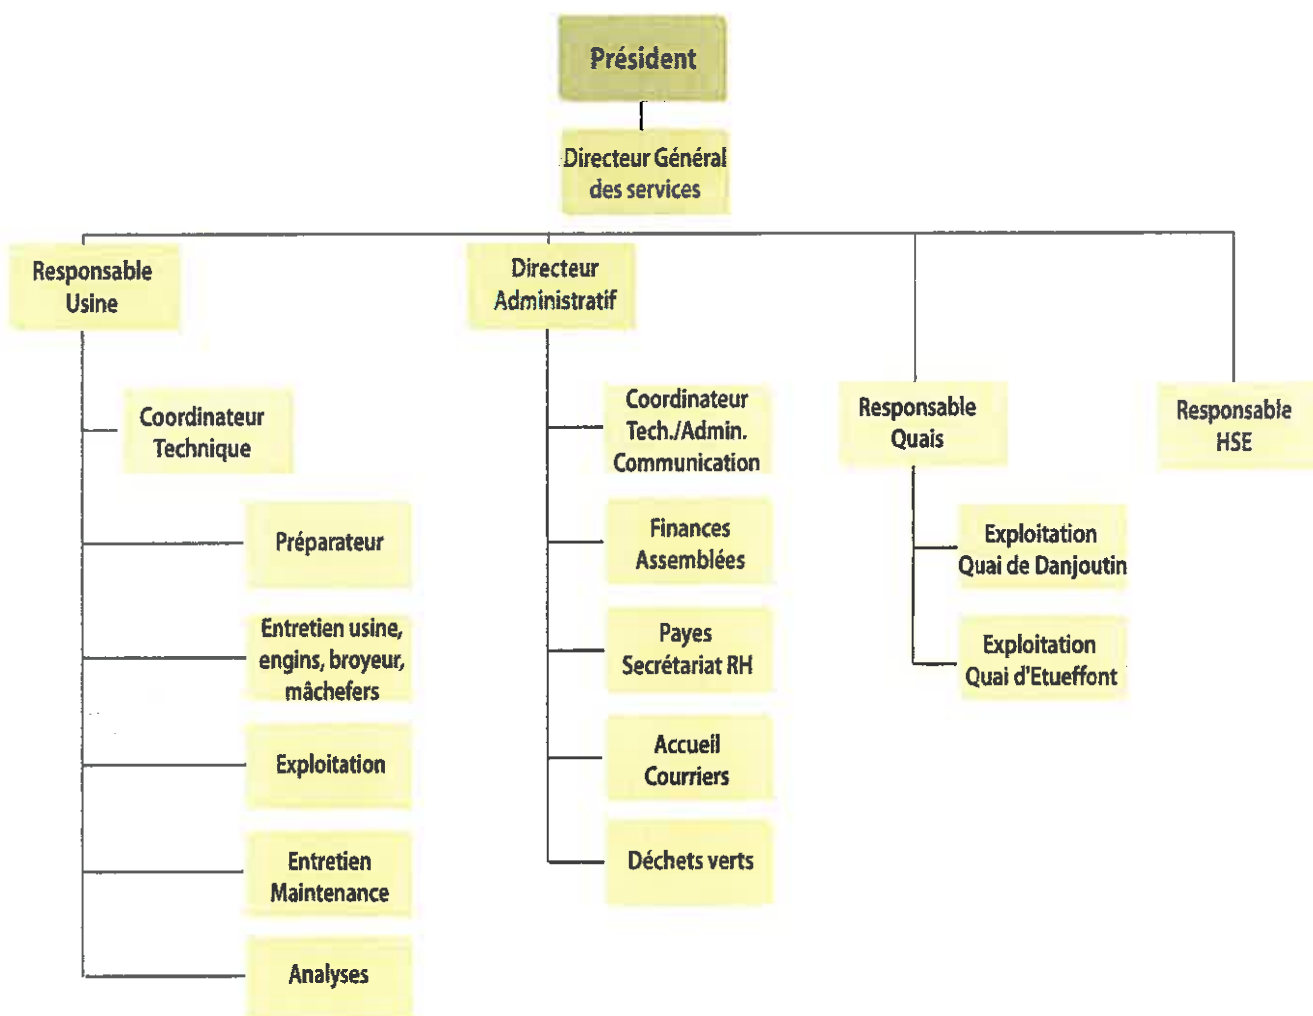 Président
Directeur Général
des services
Responsable
Usine
Directeur
Administratif
Coordinateur
Technique
Coordinateur
Tech./Admin.
Communication
Responsable
Quais
Responsable
HSE
Préparateur
Finances
Assemblées
Exploitation
Quai de Danjoutin
Entretien usine,
engins, broyeur,
mâchefers
Payes
Secrétariat RH
Exploitation
Quai d'Etueffont
Exploitation
Accueil
Courriers
Entretien
Maintenance
Déchets verts
Analyses